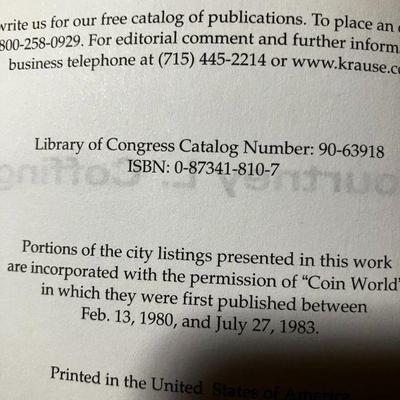 write us for our free catalog of publications. To place an
800-258-0929. For editorial comment and further inform
business telephone at (715) 445-2214 or www.krause.c
Library of Congress Catalog Number: 90-63918
ISBN: 0-87341-810-7
Portions of the city listings presented in this work
are incorporated with the permission of "Coin World"
in which they were first published between
Feb. 13, 1980, and July 27, 1983.
Printed in the United States of America